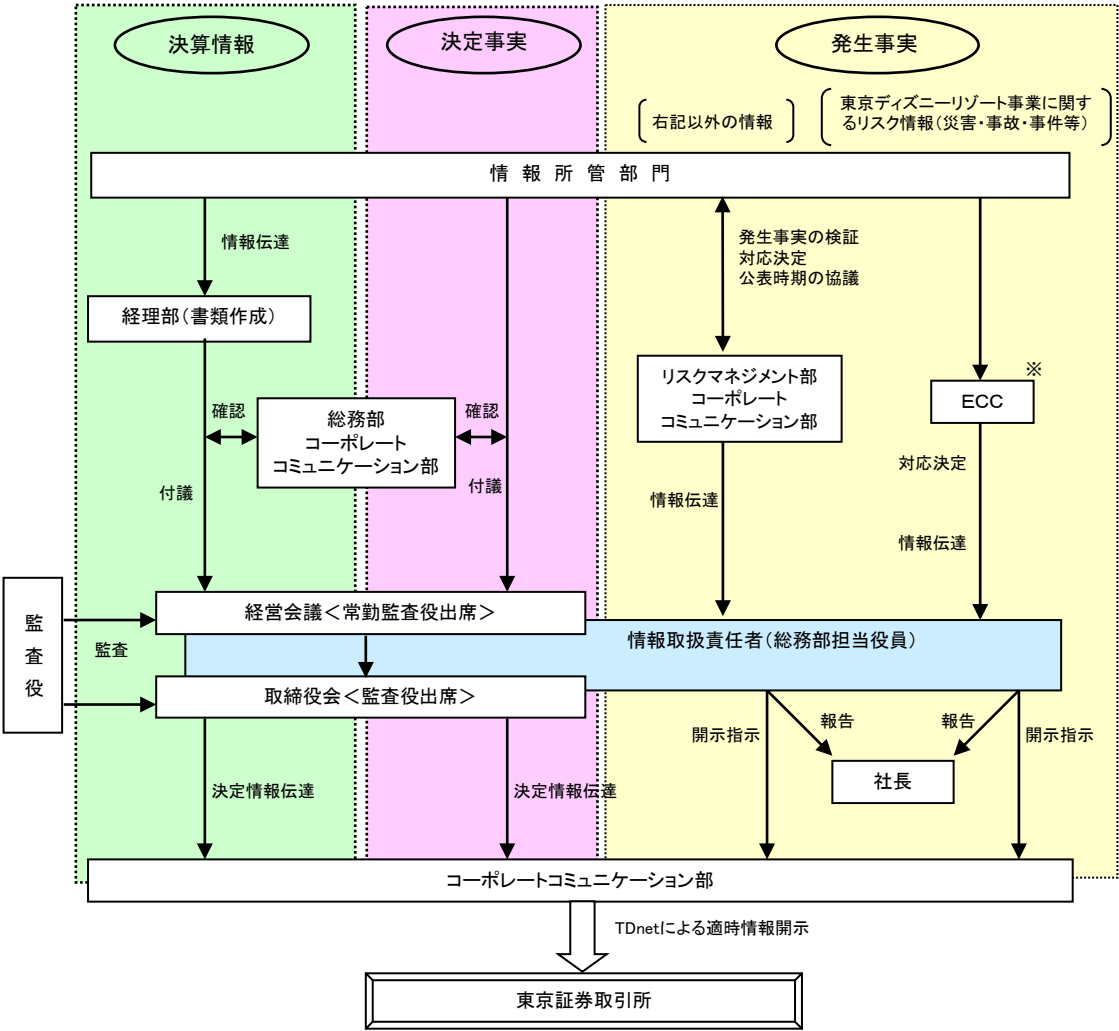 決算情報
決定事実
発生事実
右記以外の情報
東京ディズニーリゾート事業に関す
るリスク情報(災害・事故・事件等)
情報所管部門
情報伝達
発生事実の検証
対応決定
公表時期の協議
経理部(書類作成)
リスクマネジメント部
コーポレート
コミュニケーション部
※
ECC
確認
総務部
コーポレート
コミュニケーション部
確認
付議
付議
情報伝達
対応決定
情報伝達
監査役
監査
経営会議<常勤監査役出席>
情報取扱責任者(総務部担当役員)
取締役会<監査役出席>
開示指示
報告
報告
開示指示
社長
決定情報伝達
決定情報伝達
コーポレートコミュニケーション部
TDnetによる適時情報開示
東京証券取引所